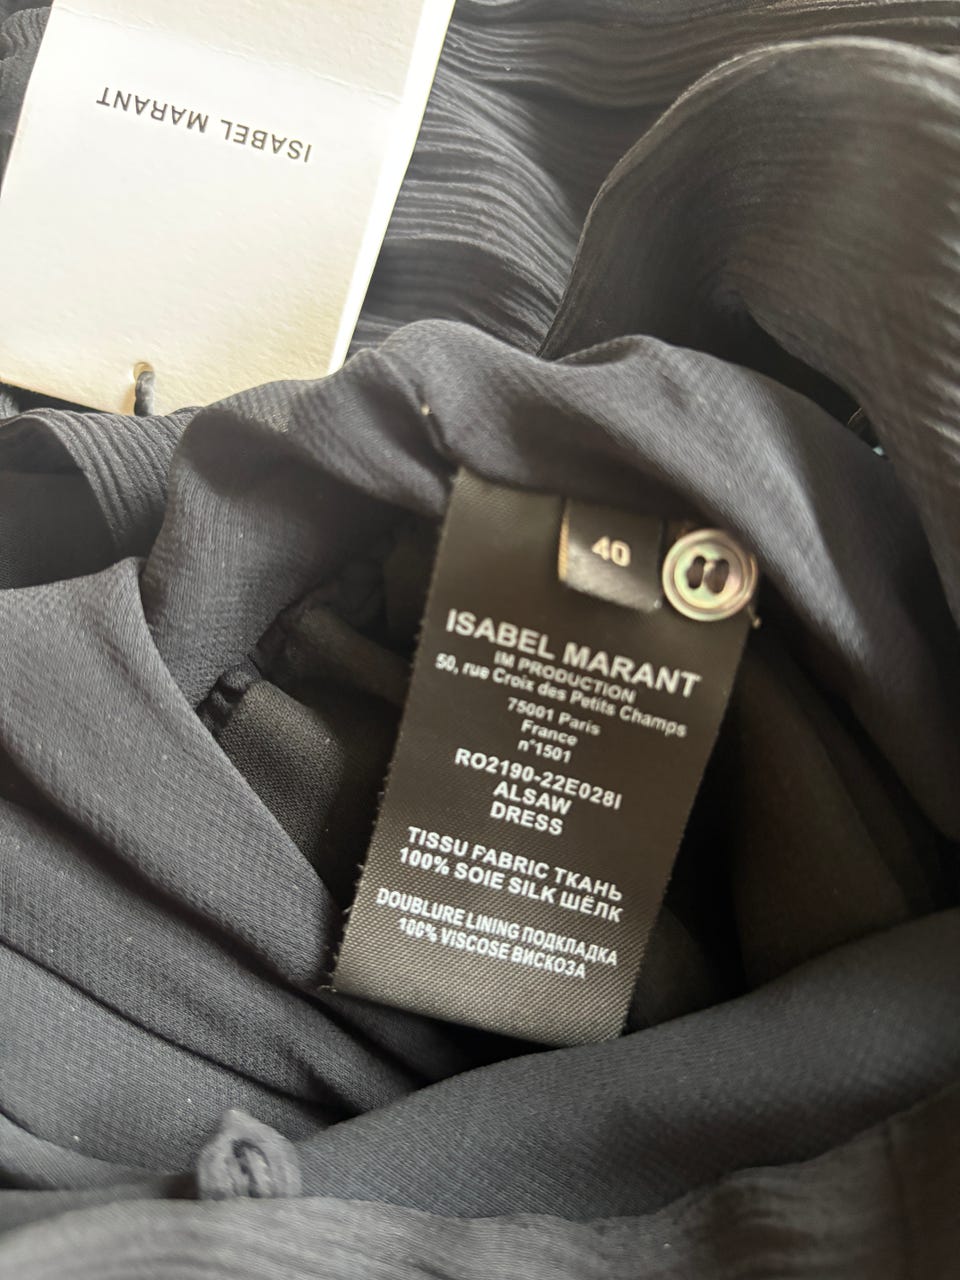 ISABEL MARANT
40
ISABEL MARANT
IM PRODUCTION
50, rue Croix des Petits Champs
75001 Paris
France
n°1501
RO2190-22E028I
ALSAW
DRESS
TISSU FABRIC ТКАНЬ
100% SOIE SILK ШЁЛК
DOUBLURE LINING ПОДКЛАДКА
100% VISCOSE ВИСКОЗА